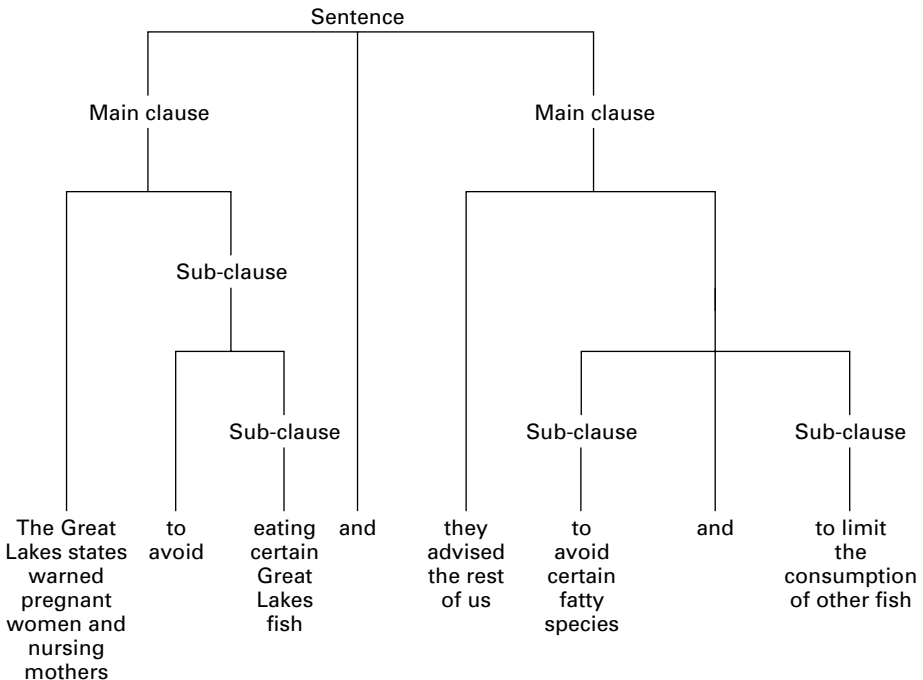 Sentence
Main clause
Main clause
Sub-clause
Sub-clause
Sub-clause
Sub-clause
The Great
Lakes states
warned
pregnant
women and
nursing
mothers
to
avoid
eating
certain
Great
Lakes
fish
and
they
advised
the rest
of us
to
avoid
certain
fatty
species
and
to limit
the
consumption
of other fish